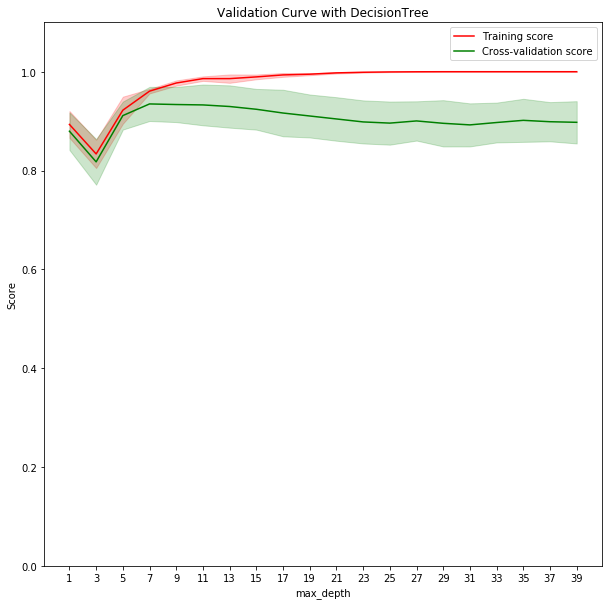 Validation Curve with DecisionTree
Training score
Cross-validation score
1.0
0.8
0.6
0.4
0.2
0.0
Score
1 3 5 7 9 11 13 15 17 19 21 23 25 27 29 31 33 35 37 39
max_depth